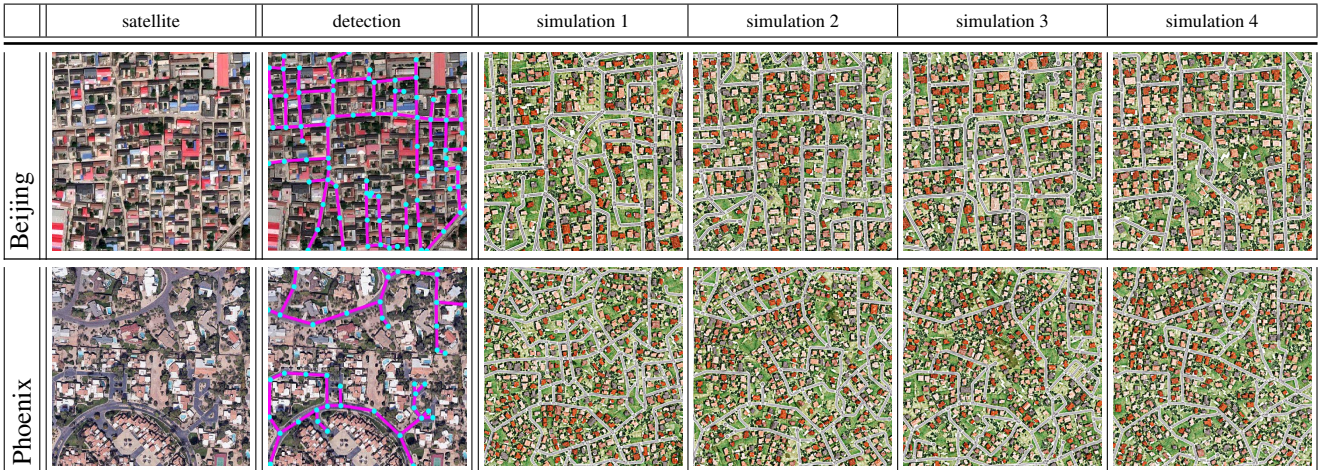 satellite
detection
simulation 1
simulation 2
simulation 3
simulation 4
Beijing
Phoenix